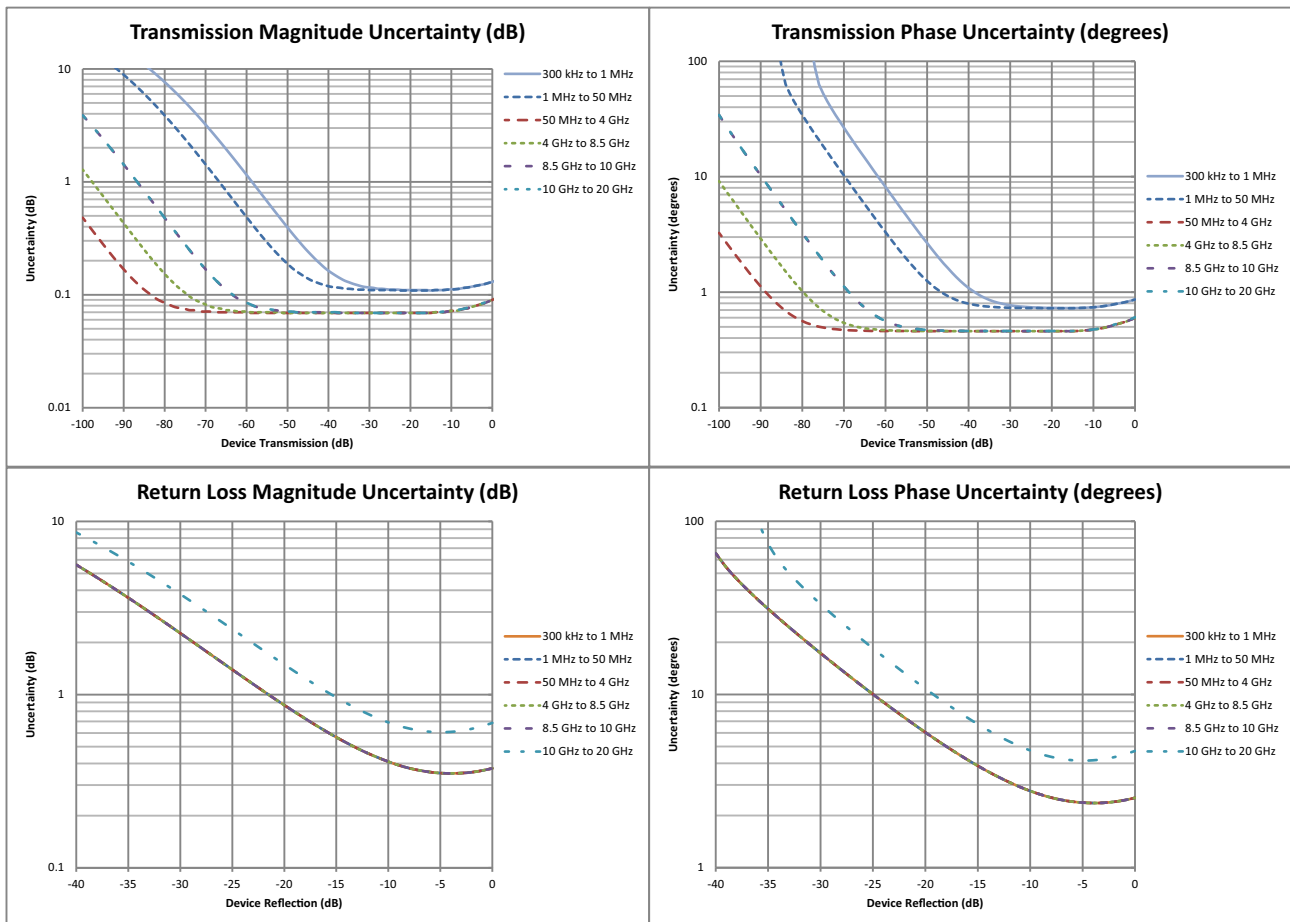 Transmission Magnitude Uncertainty (dB)
10
1
0.1
0.01
Uncertainty (dB)
-100 -90 -80 -70 -60 -50 -40 -30 -20 -10 0
Device Transmission (dB)
300 kHz to 1 MHz
1 MHz to 50 MHz
50 MHz to 4 GHz
4 GHz to 8.5 GHz
8.5 GHz to 10 GHz
10 GHz to 20 GHz
Transmission Phase Uncertainty (degrees)
100
10
1
0.1
Uncertainty (degrees)
-100 -90 -80 -70 -60 -50 -40 -30 -20 -10 0
Device Transmission (dB)
300 kHz to 1 MHz
1 MHz to 50 MHz
50 MHz to 4 GHz
4 GHz to 8.5 GHz
8.5 GHz to 10 GHz
10 GHz to 20 GHz
Return Loss Magnitude Uncertainty (dB)
10
1
0.1
Uncertainty (dB)
-40 -35 -30 -25 -20 -15 -10 -5 0
Device Reflection (dB)
300 kHz to 1 MHz
1 MHz to 50 MHz
50 MHz to 4 GHz
4 GHz to 8.5 GHz
8.5 GHz to 10 GHz
10 GHz to 20 GHz
Return Loss Phase Uncertainty (degrees)
100
10
1
Uncertainty (degrees)
-40 -35 -30 -25 -20 -15 -10 -5 0
Device Reflection (dB)
300 kHz to 1 MHz
1 MHz to 50 MHz
50 MHz to 4 GHz
4 GHz to 8.5 GHz
8.5 GHz to 10 GHz
10 GHz to 20 GHz